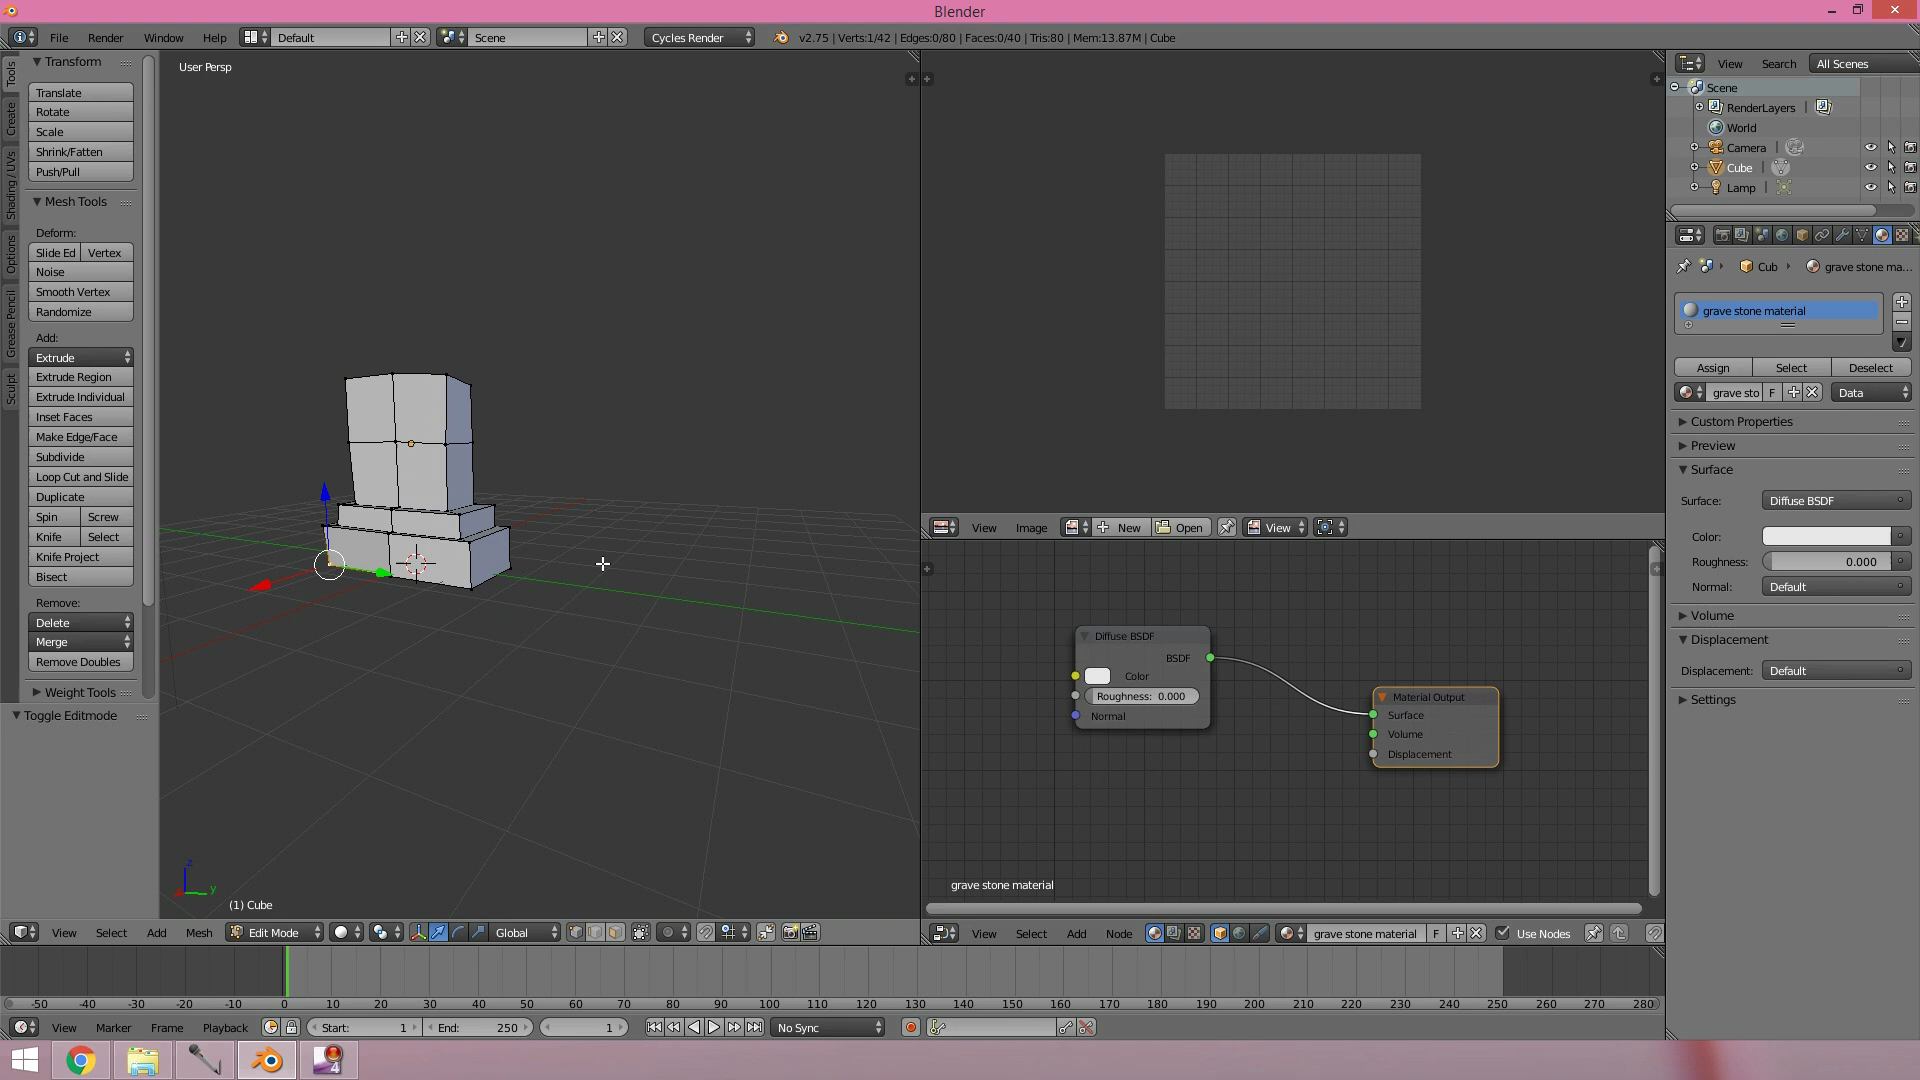 Blender
File Render Window Help Default Scene Cycles Render v2.75 | Verts:1/42 | Edges:0/80 | Faces:0/40 | Tris:80 | Mem:13.87M | Cube
Tools
Create
Shading / UVs
Options
Grease Pencil
Sculpt
Transform
Translate
Rotate
Scale
Shrink/Fatten
Push/Pull
Mesh Tools
Deform:
Slide Ed Vertex
Noise
Smooth Vertex
Randomize
Add:
Extrude
Extrude Region
Extrude Individual
Inset Faces
Make Edge/Face
Subdivide
Loop Cut and Slide
Duplicate
Spin Screw
Knife Select
Knife Project
Bisect
Remove:
Delete
Merge
Remove Doubles
Weight Tools
Toggle Editmode
User Persp
z
y
(1) Cube
View Select Add Mesh Edit Mode Global
View Image New Open View
Diffuse BSDF
BSDF
Color
Roughness: 0.000
Normal
Material Output
Surface
Volume
Displacement
grave stone material
View Select Add Node grave stone material F Use Nodes
View Search All Scenes
Scene
RenderLayers |
World
Camera |
Cube |
Lamp |
Cub grave stone ma...
grave stone material
Assign Select Deselect
grave sto F Data
Custom Properties
Preview
Surface
Surface: Diffuse BSDF
Color:
Roughness: 0.000
Normal: Default
Volume
Displacement
Displacement: Default
Settings
-50 -40 -30 -20 -10 0 10 20 30 40 50 60 70 80 90 100 110 120 130 140 150 160 170 180 190 200 210 220 230 240 250 260 270 280
View Marker Frame Playback Start: 1 End: 250 1 No Sync
4